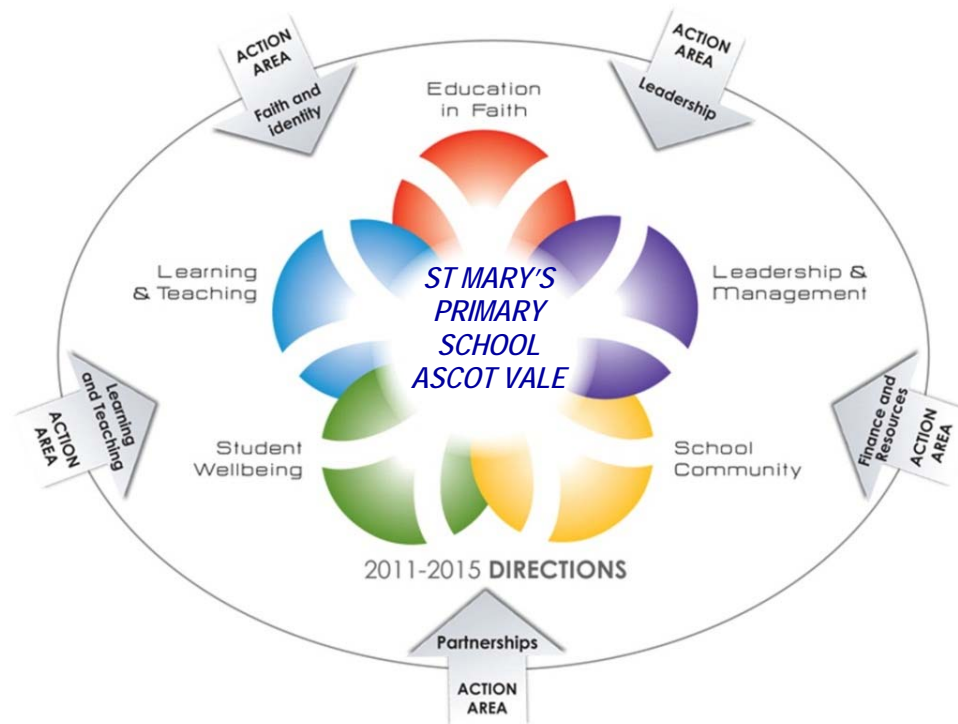 ACTION
AREA
Faith and
identity
ACTION
AREA
Leadership
Education
in Faith
Learning
& Teaching
ST MARY'S
PRIMARY
SCHOOL
ASCOT VALE
Leadership &
Management
Learning
and Teaching
ACTION
AREA
Student
Wellbeing
School
Community
Finance and
Resources
ACTION
AREA
2011-2015 DIRECTIONS
Partnerships
ACTION
AREA